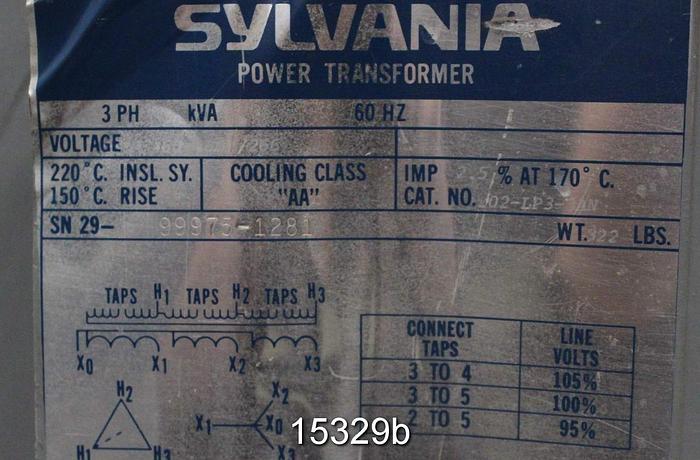 SYLVANIA
POWER TRANSFORMER
3 PH kVA 60 HZ
VOLTAGE
220°C. INSL. SY.
150°C. RISE
COOLING CLASS
"AA"
IMP % AT 170° C.
CAT. NO.
SN 29- 99975-1281
WT. 322 LBS.
TAPS H1 TAPS H2 TAPS H3
X0 X1 X2 X3
H2
H1 H3
X2
X1 X0
X3
CONNECT TAPS LINE VOLTS
3 TO 4 105%
3 TO 5 100%
2 TO 5 95%
15329b